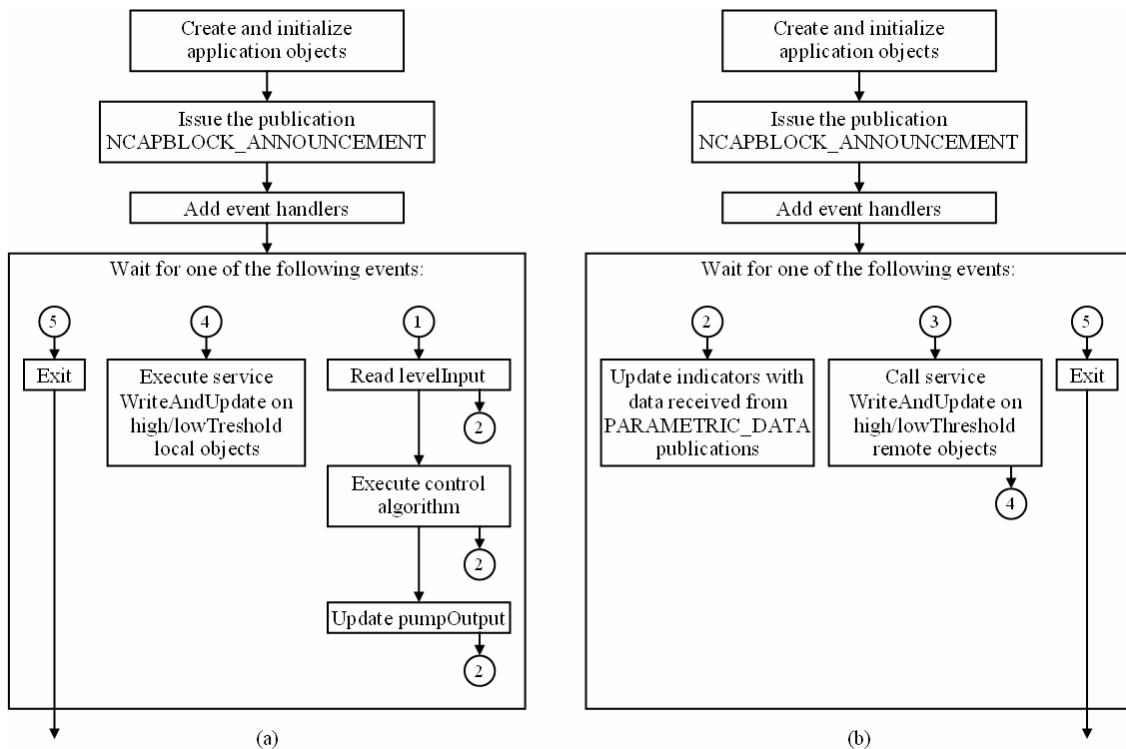 Create and initialize
application objects
Issue the publication
NCAPBLOCK_ANNOUNCEMENT
Add event handlers
Wait for one of the following events:
5
Exit
4
Execute service
WriteAndUpdate on
high/lowTreshold
local objects
1
Read levelInput
2
Execute control
algorithm
2
Update pumpOutput
2
(a)
Create and initialize
application objects
Issue the publication
NCAPBLOCK_ANNOUNCEMENT
Add event handlers
Wait for one of the following events:
2
Update indicators with
data received from
PARAMETRIC_DATA
publications
3
Call service
WriteAndUpdate on
high/lowThreshold
remote objects
4
5
Exit
(b)